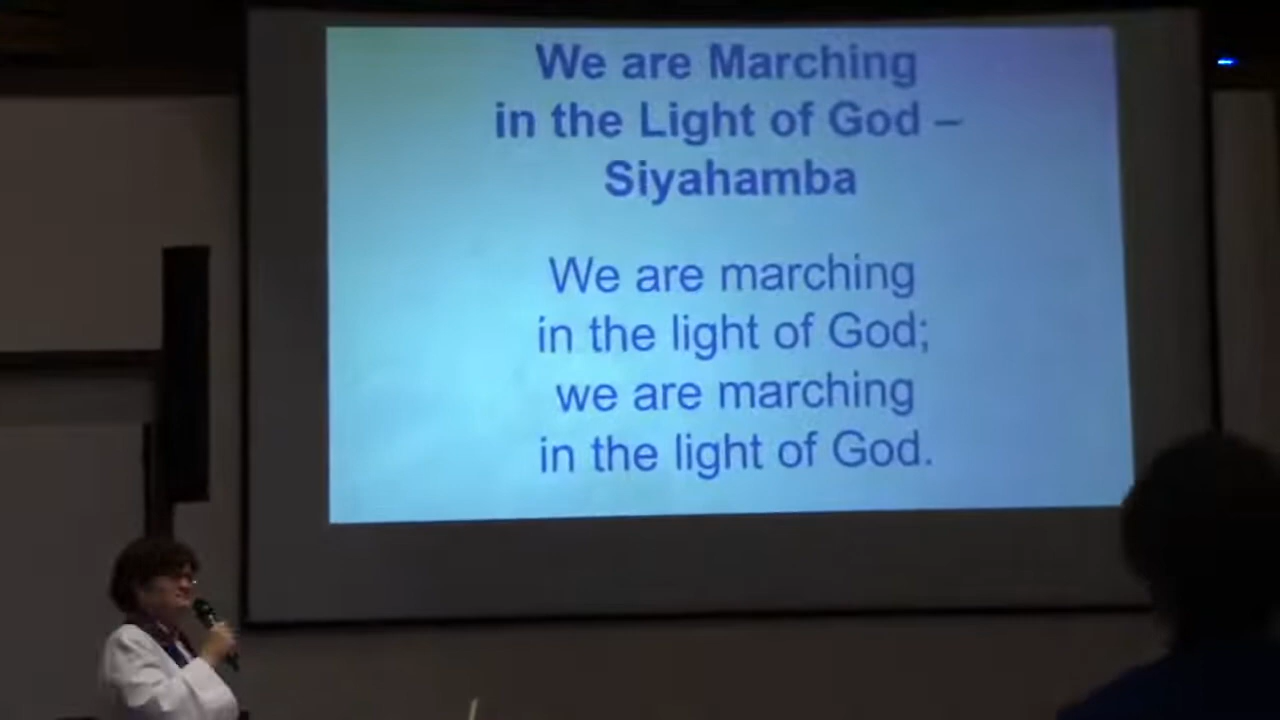 We are Marching
in the Light of God –
Siyahamba
We are marching
in the light of God;
we are marching
in the light of God.